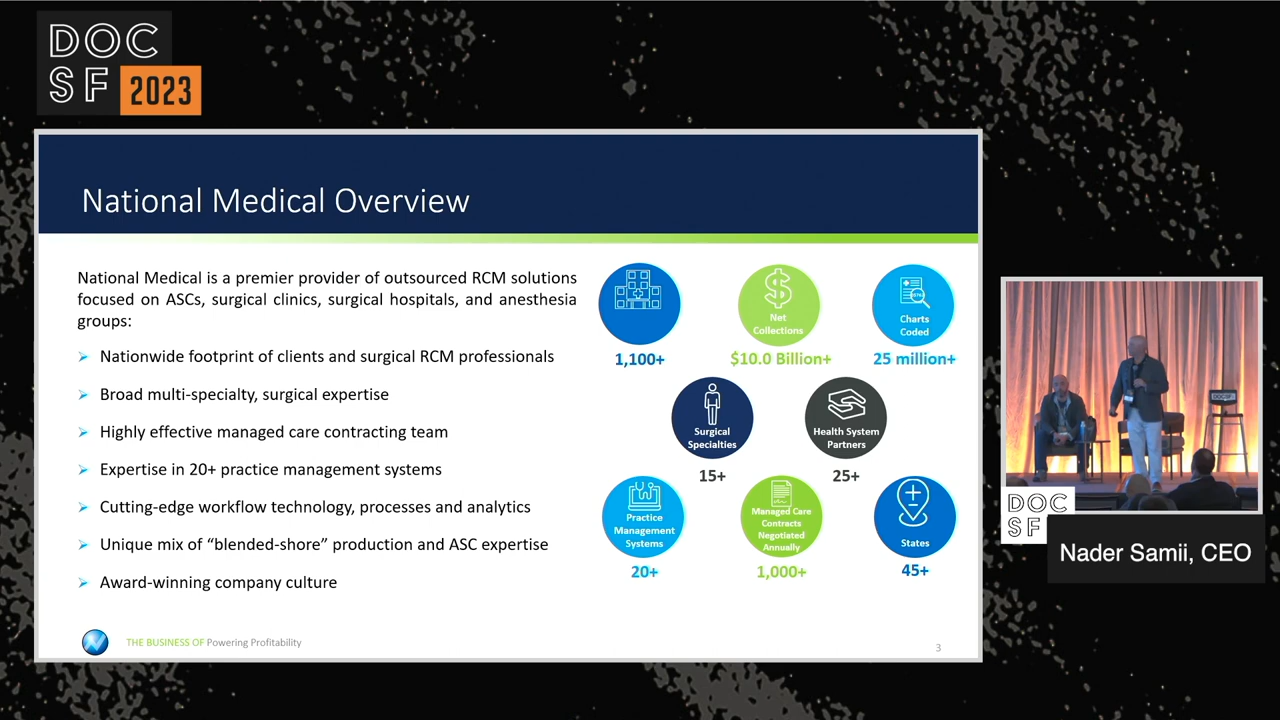 DOC
SF 2023
National Medical Overview
National Medical is a premier provider of outsourced RCM solutions
focused on ASCs, surgical clinics, surgical hospitals, and anesthesia
groups:
Nationwide footprint of clients and surgical RCM professionals
Broad multi-specialty, surgical expertise
Highly effective managed care contracting team
Expertise in 20+ practice management systems
Cutting-edge workflow technology, processes and analytics
Unique mix of “blended-shore” production and ASC expertise
Award-winning company culture
1,100+
Net
Collections
$10.0 Billion+
Charts
Coded
25 million+
Surgical
Specialties
15+
Health System
Partners
25+
Practice
Management
Systems
20+
Managed Care
Contracts
Negotiated
Annually
1,000+
States
45+
THE BUSINESS OF Powering Profitability
3
DOC
SF
Nader Samii, CEO